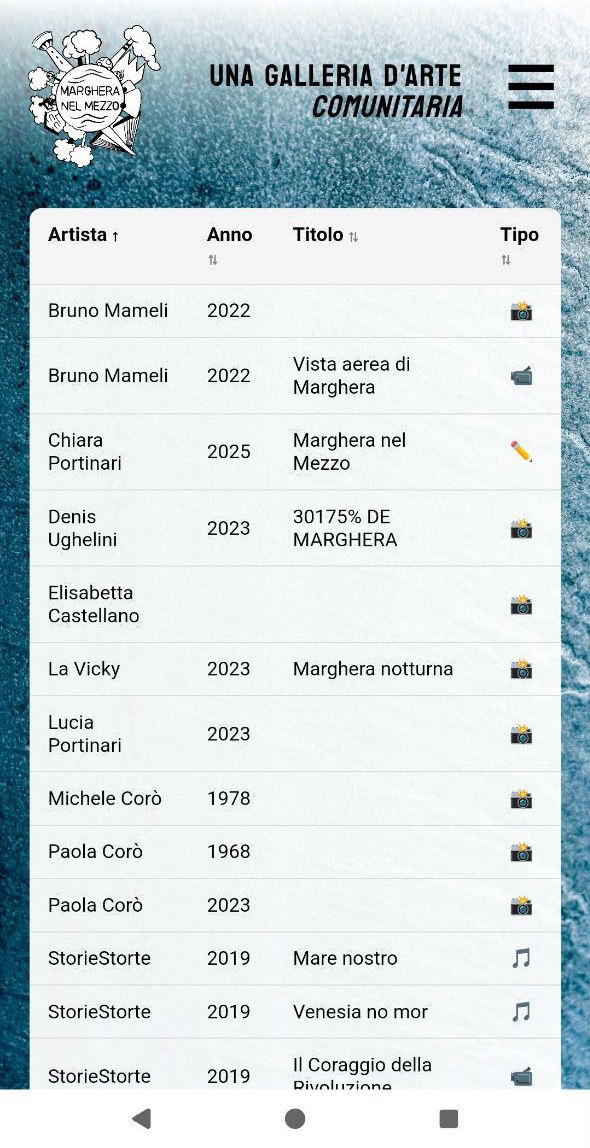 MARGHERA
NEL MEZZO
UNA GALLERIA D'ARTE
COMUNITARIA
Artista ↑ Anno ⇅ Titolo ⇅ Tipo ⇅
Bruno Mameli 2022 📸
Bruno Mameli 2022 Vista aerea di
Marghera 📹
Chiara
Portinari 2025 Marghera nel
Mezzo ✏️
Denis
Ughelini 2023 30175% DE
MARGHERA 📸
Elisabetta
Castellano 📸
La Vicky 2023 Marghera notturna 📸
Lucia
Portinari 2023 📸
Michele Corò 1978 📸
Paola Corò 1968 📸
Paola Corò 2023 📸
StorieStorte 2019 Mare nostro 🎵
StorieStorte 2019 Venesia no mor 🎵
StorieStorte 2019 Il Coraggio della
Rivoluzione 📹